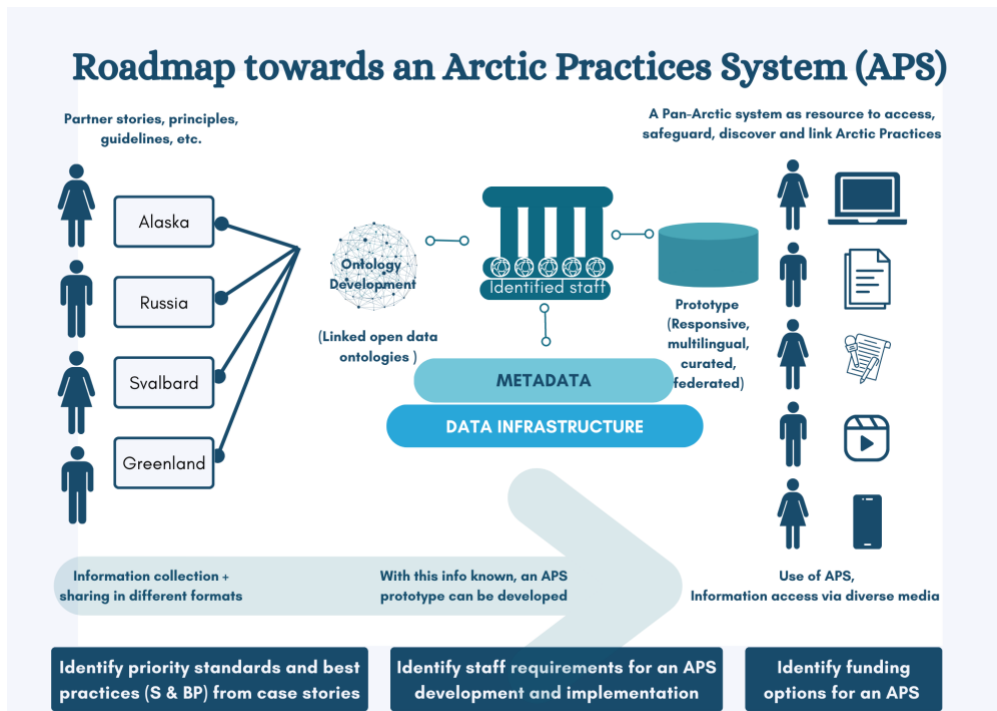 Roadmap towards an Arctic Practices System (APS)
Partner stories, principles,
guidelines, etc.
A Pan-Arctic system as resource to access,
safeguard, discover and link Arctic Practices
Alaska
Russia
Svalbard
Greenland
Ontology
Development
(Linked open data
ontologies )
Identified staff
METADATA
DATA INFRASTRUCTURE
Prototype
(Responsive,
multilingual,
curated,
federated)
Information collection +
sharing in different formats
With this info known, an APS
prototype can be developed
Use of APS,
Information access via diverse media
Identify priority standards and best
practices (S & BP) from case stories
Identify staff requirements for an APS
development and implementation
Identify funding
options for an APS